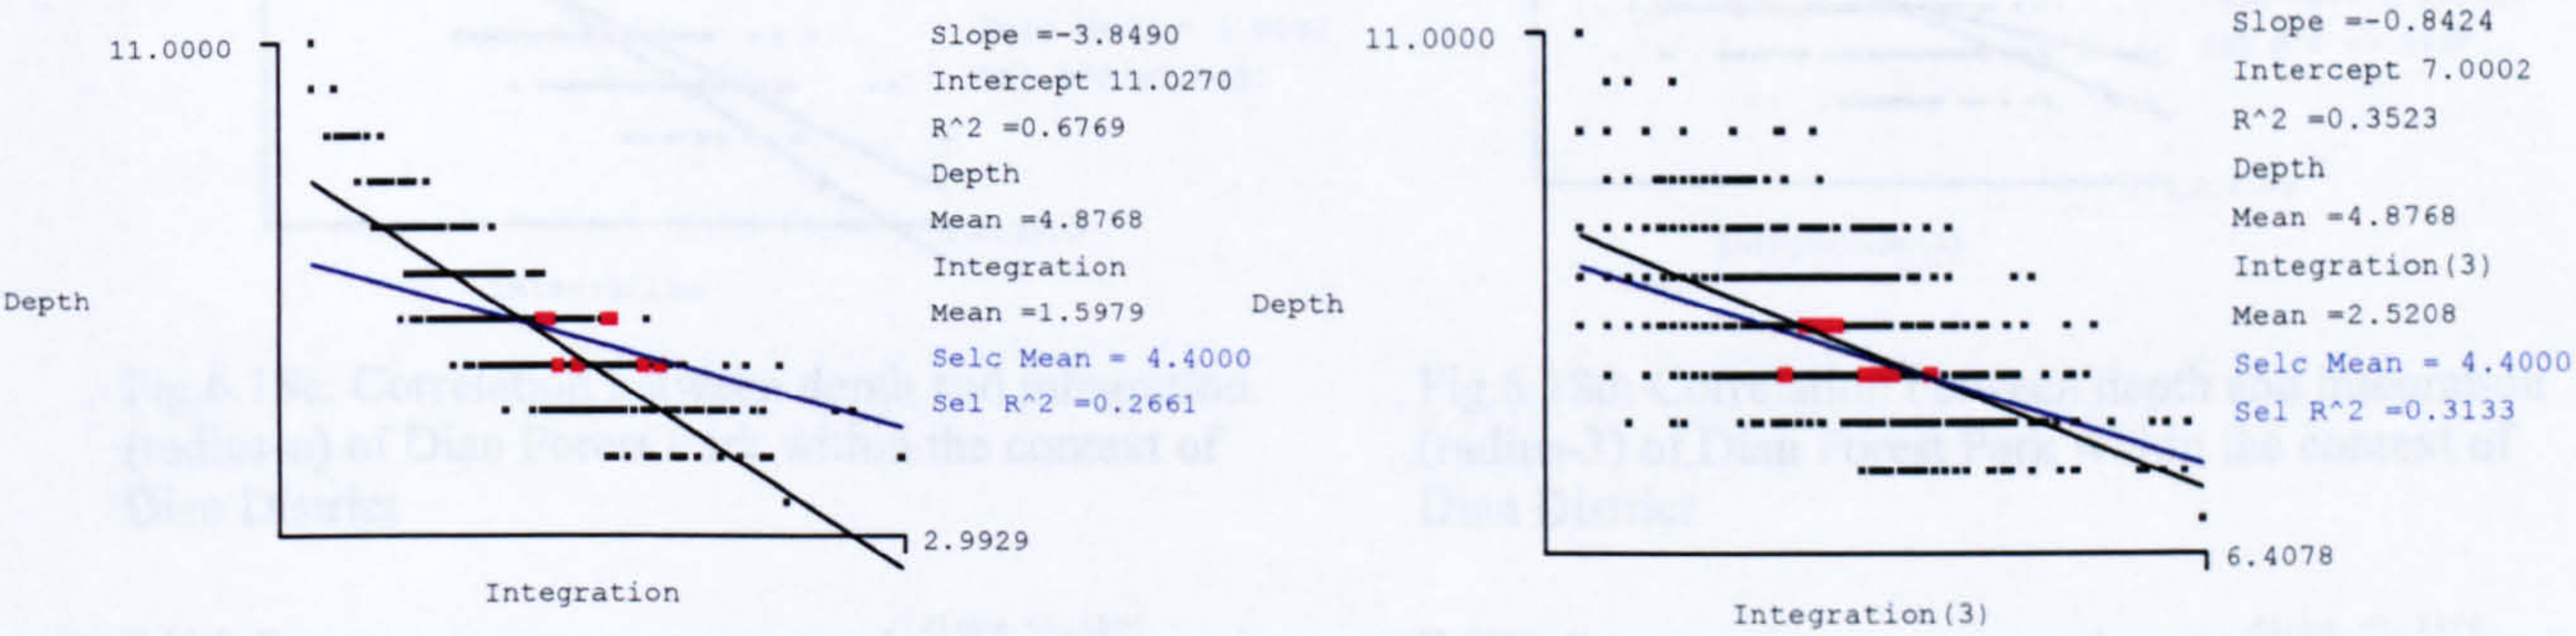 11.0000
Depth
Integration
2.9929
Slope =-3.8490
Intercept 11.0270
R^2 =0.6769
Depth
Mean =4.8768
Integration
Mean =1.5979
Selc Mean = 4.4000
Sel R^2 =0.2661
11.0000
Depth
Integration(3)
6.4078
Slope =-0.8424
Intercept 7.0002
R^2 =0.3523
Depth
Mean =4.8768
Integration(3)
Mean =2.5208
Selc Mean = 4.4000
Sel R^2 =0.3133